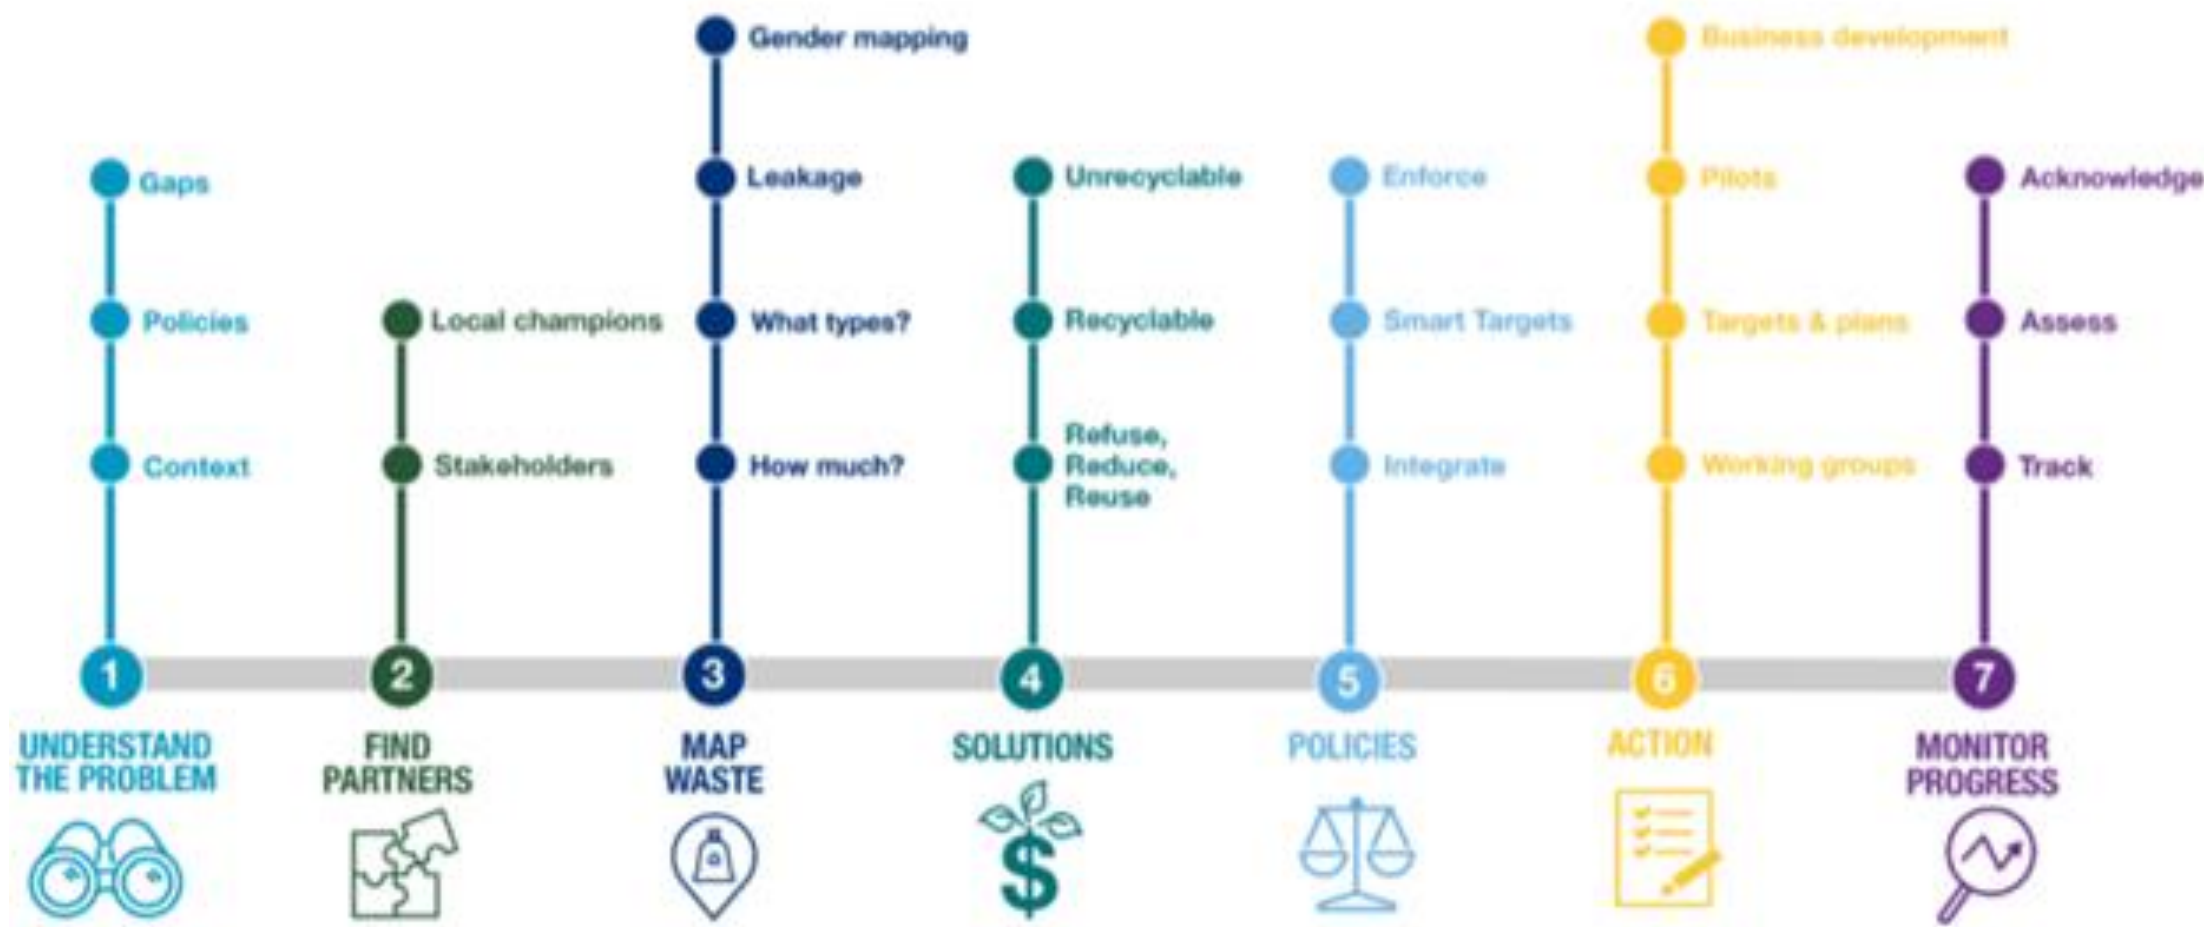 Gender mapping
Business development
Gaps
Leakage
Unrecyclable
Enforce
Pilots
Acknowledge
Policies
Local champions
What types?
Recyclable
Smart Targets
Targets & plans
Assess
Context
Stakeholders
How much?
Refuse,
Reduce,
Reuse
Integrate
Working groups
Track
1
2
3
4
5
6
7
UNDERSTAND
THE PROBLEM
FIND
PARTNERS
MAP
WASTE
SOLUTIONS
$
POLICIES
ACTION
MONITOR
PROGRESS